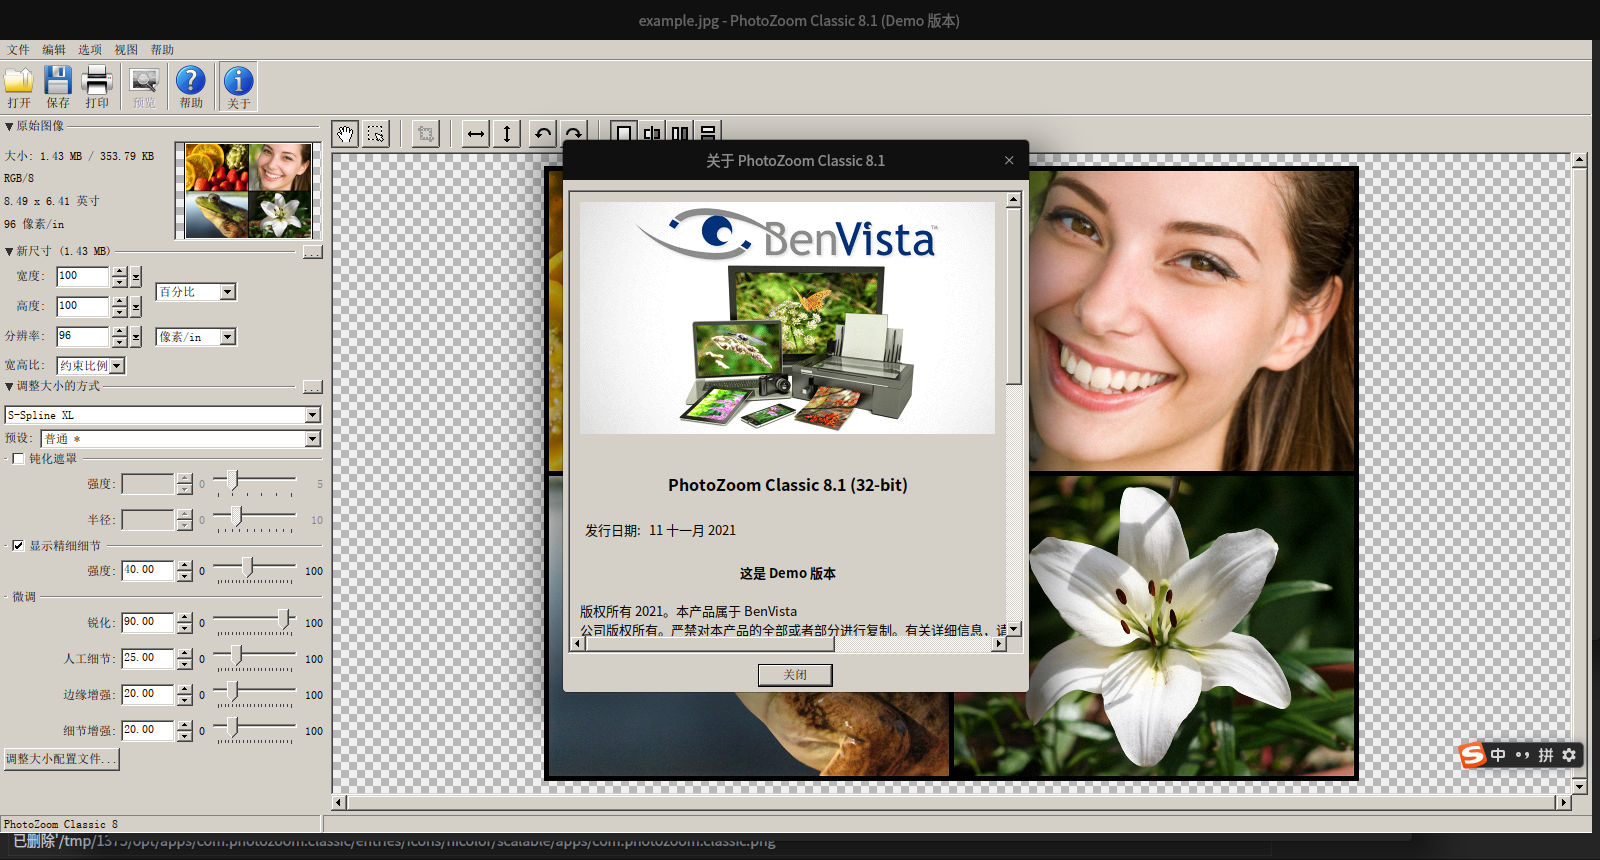 example.jpg - PhotoZoom Classic 8.1 (Demo 版本)
文件 编辑 选项 视图 帮助
打开 保存 打印 预览 帮助 关于
原始图像
大小: 1.43 MB / 353.79 KB
RGB/8
8.49 x 6.41 英寸
96 像素/in
新尺寸 (1.43 MB)
...
宽度: 100
百分比
高度: 100
分辨率: 96
像素/in
宽高比: 约束比例
调整大小的方式
...
S-Spline XL
预设: 普通 *
钝化遮罩
强度: 0 5
半径: 0 10
显示精细细节
强度: 40.00 0 100
微调
锐化: 90.00 0 100
人工细节: 25.00 0 100
边缘增强: 20.00 0 100
细节增强: 20.00 0 100
调整大小配置文件...
PhotoZoom Classic 8
关于 PhotoZoom Classic 8.1
BenVista™
PhotoZoom Classic 8.1 (32-bit)
发行日期: 11 十一月 2021
这是 Demo 版本
版权所有 2021。本产品属于 BenVista
公司版权所有。严禁对本产品的全部或者部分进行复制。有关详细信息，请
关闭
中 拼
已删除'/tmp/1375/opt/apps/com.photozoom.classic/entries/icons/hicolor/scalable/apps/com.photozoom.classic.png